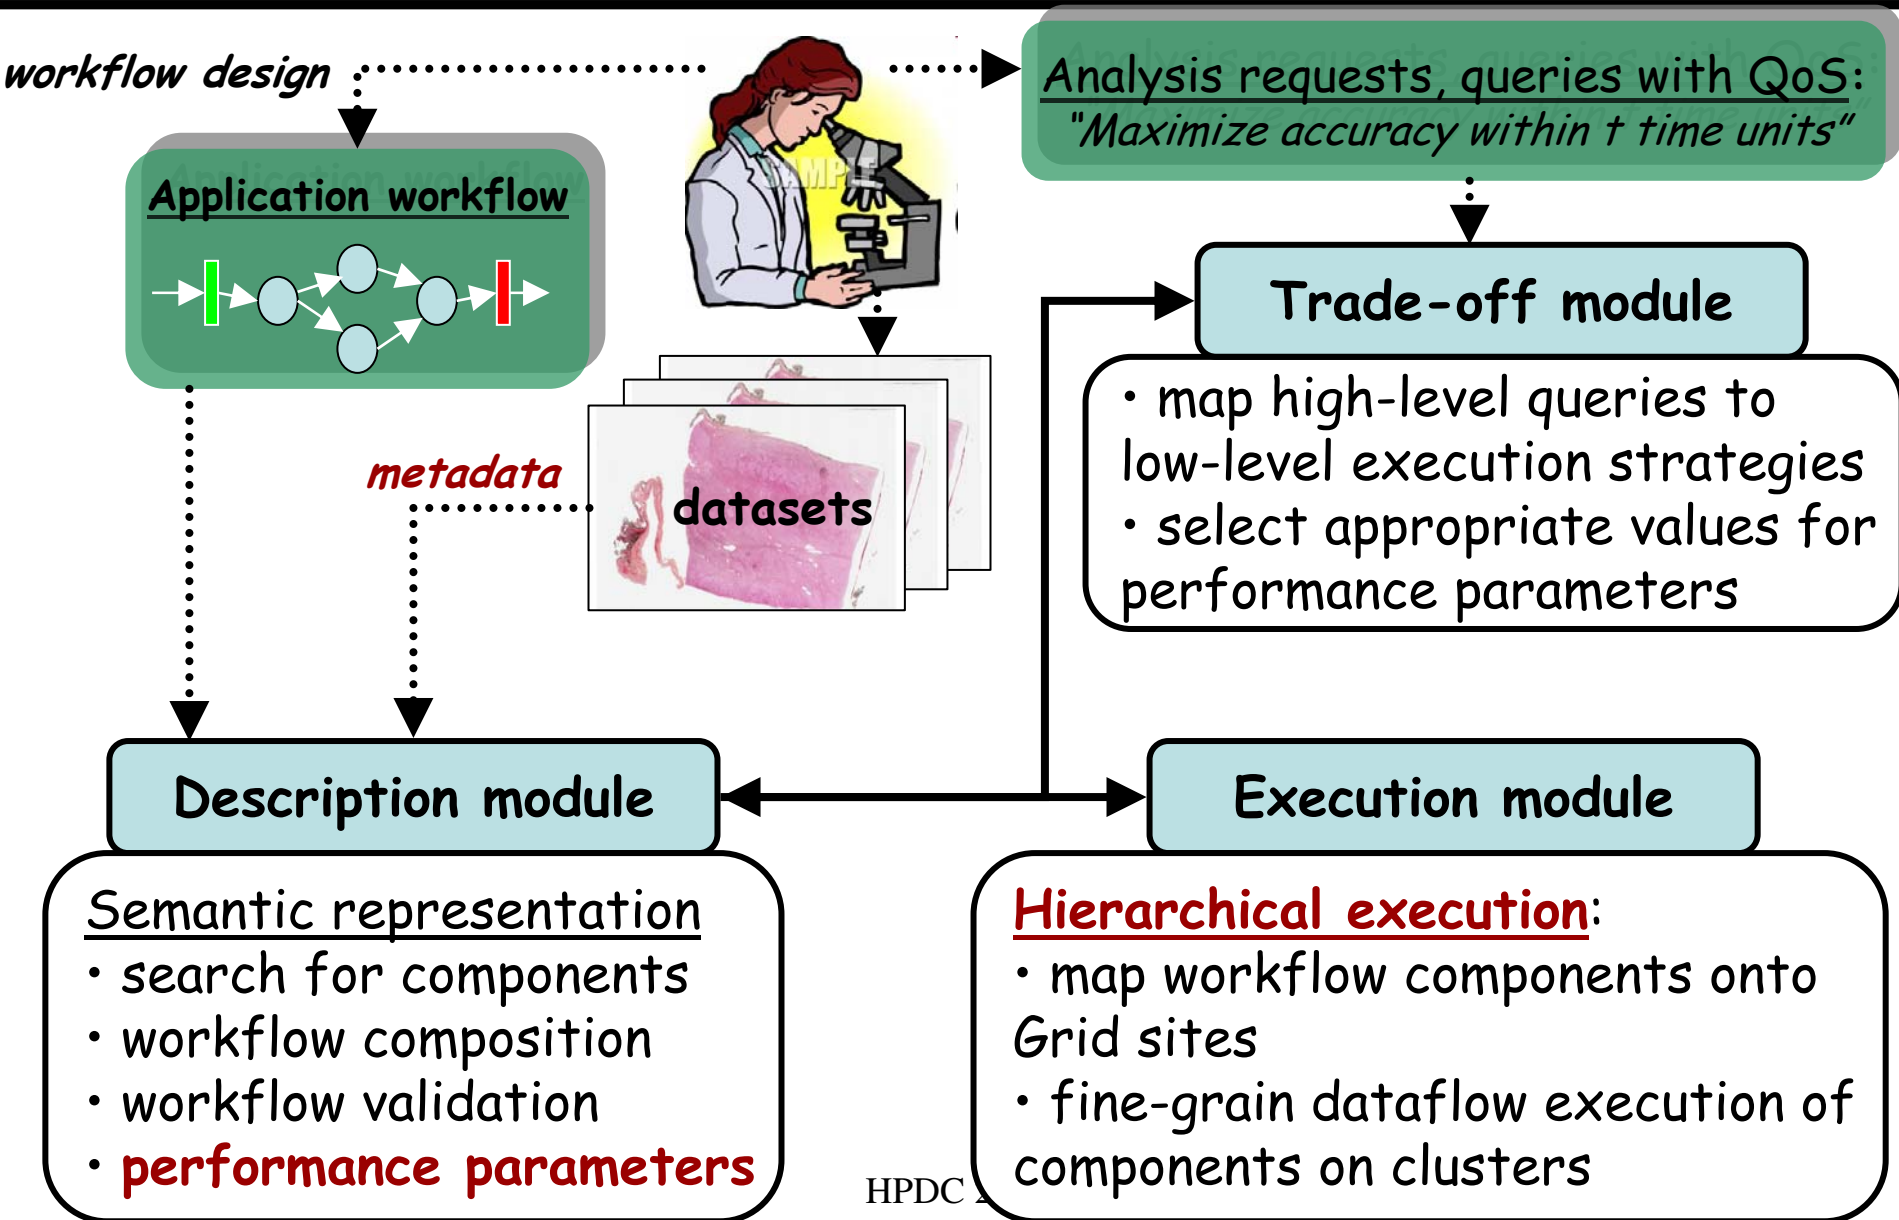 workflow design
Analysis requests, queries with QoS:
“Maximize accuracy within t time units”
Application workflow
SAMPLE
Trade-off module
• map high-level queries to
low-level execution strategies
• select appropriate values for
performance parameters
metadata
datasets
Description module
Execution module
Semantic representation
• search for components
• workflow composition
• workflow validation
• performance parameters
Hierarchical execution:
• map workflow components onto
Grid sites
• fine-grain dataflow execution of
components on clusters
HPDC